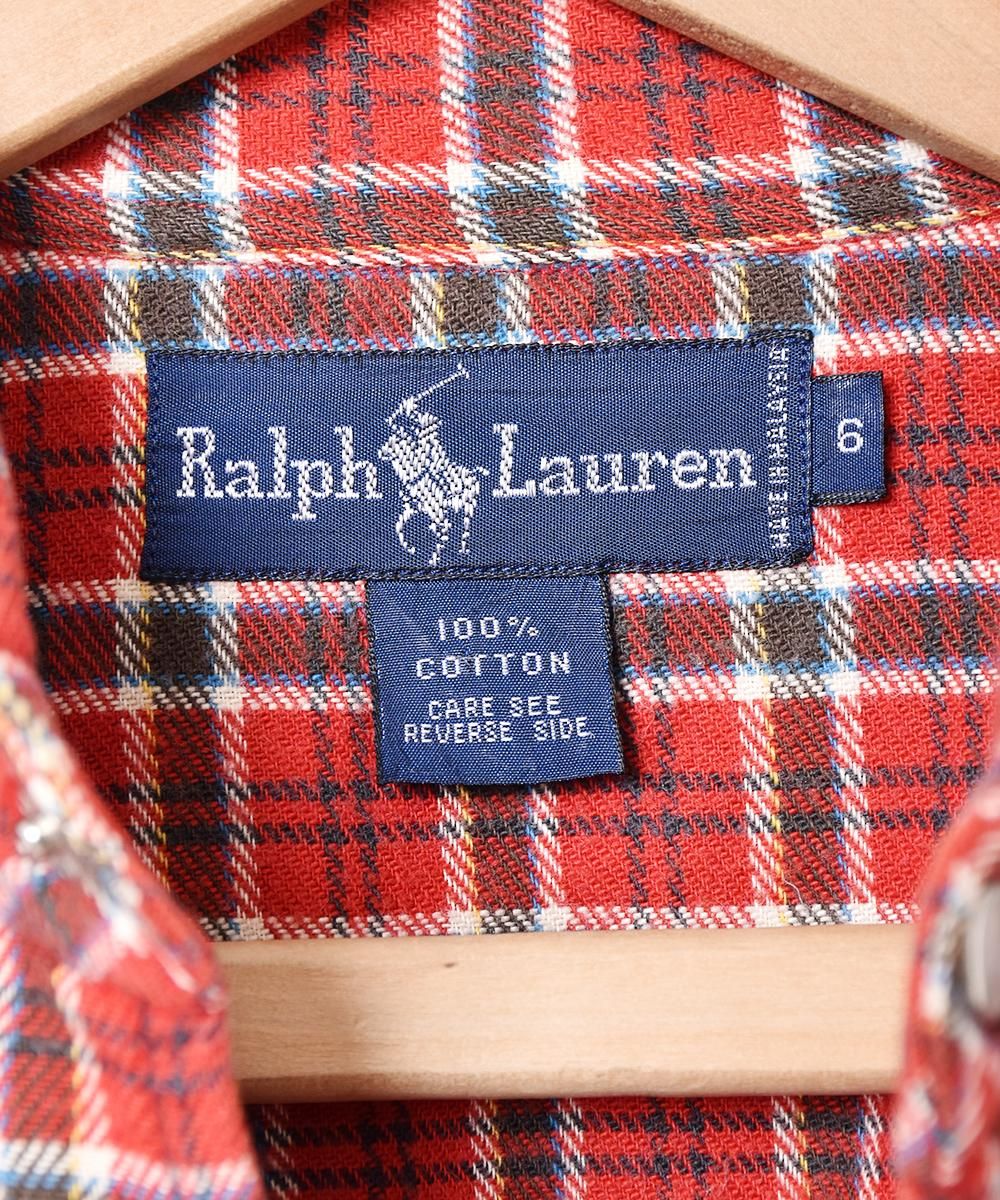 Ralph Lauren
MADE IN MALAYSIA
6
100%
COTTON
CARE SEE
REVERSE SIDE